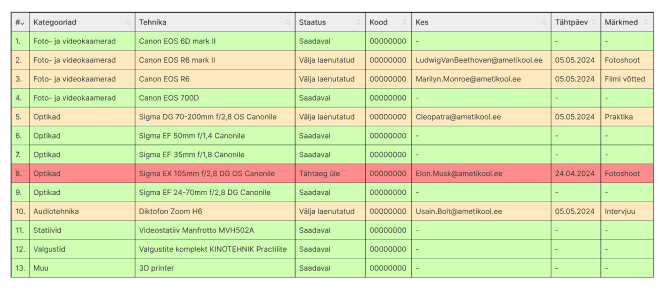 # Kategooriad Tehnika Staatus Kood Kes Tähtpäev Märkmed
1. Foto- ja videokaamerad Canon EOS 6D mark II Saadaval 00000000 - - -
2. Foto- ja videokaamerad Canon EOS R6 mark II Välja laenutatud 00000000 LudwigVanBeethoven@ametikool.ee 05.05.2024 Fotoshoot
3. Foto- ja videokaamerad Canon EOS R6 Välja laenutatud 00000000 Marilyn.Monroe@ametikool.ee 05.05.2024 Filmi võtted
4. Foto- ja videokaamerad Canon EOS 700D Saadaval 00000000 - - -
5. Optikad Sigma DG 70-200mm f/2,8 OS Canonile Välja laenutatud 00000000 Cleopatra@ametikool.ee 05.05.2024 Praktika
6. Optikad Sigma EF 50mm f/1,4 Canonile Saadaval 00000000 - - -
7. Optikad Sigma EF 35mm f/1,8 Canonile Saadaval 00000000 - - -
8. Optikad Sigma EX 105mm f/2,8 DG OS Canonile Tähtaeg üle 00000000 Elon.Musk@ametikool.ee 24.04.2024 Fotoshoot
9. Optikad Sigma EF 24-70mm f/2,8 DG Canonile Saadaval 00000000 - - -
10. Audiotehnika Diktofon Zoom H6 Välja laenutatud 00000000 Usain.Bolt@ametikool.ee 05.05.2024 Intervjuu
11. Statiivid Videostatiiv Manfrotto MVH502A Saadaval 00000000 - - -
12. Valgustid Valgustite komplekt KINOTEHNIK Practilite Saadaval 00000000 - - -
13. Muu 3D printer Saadaval 00000000 - - -